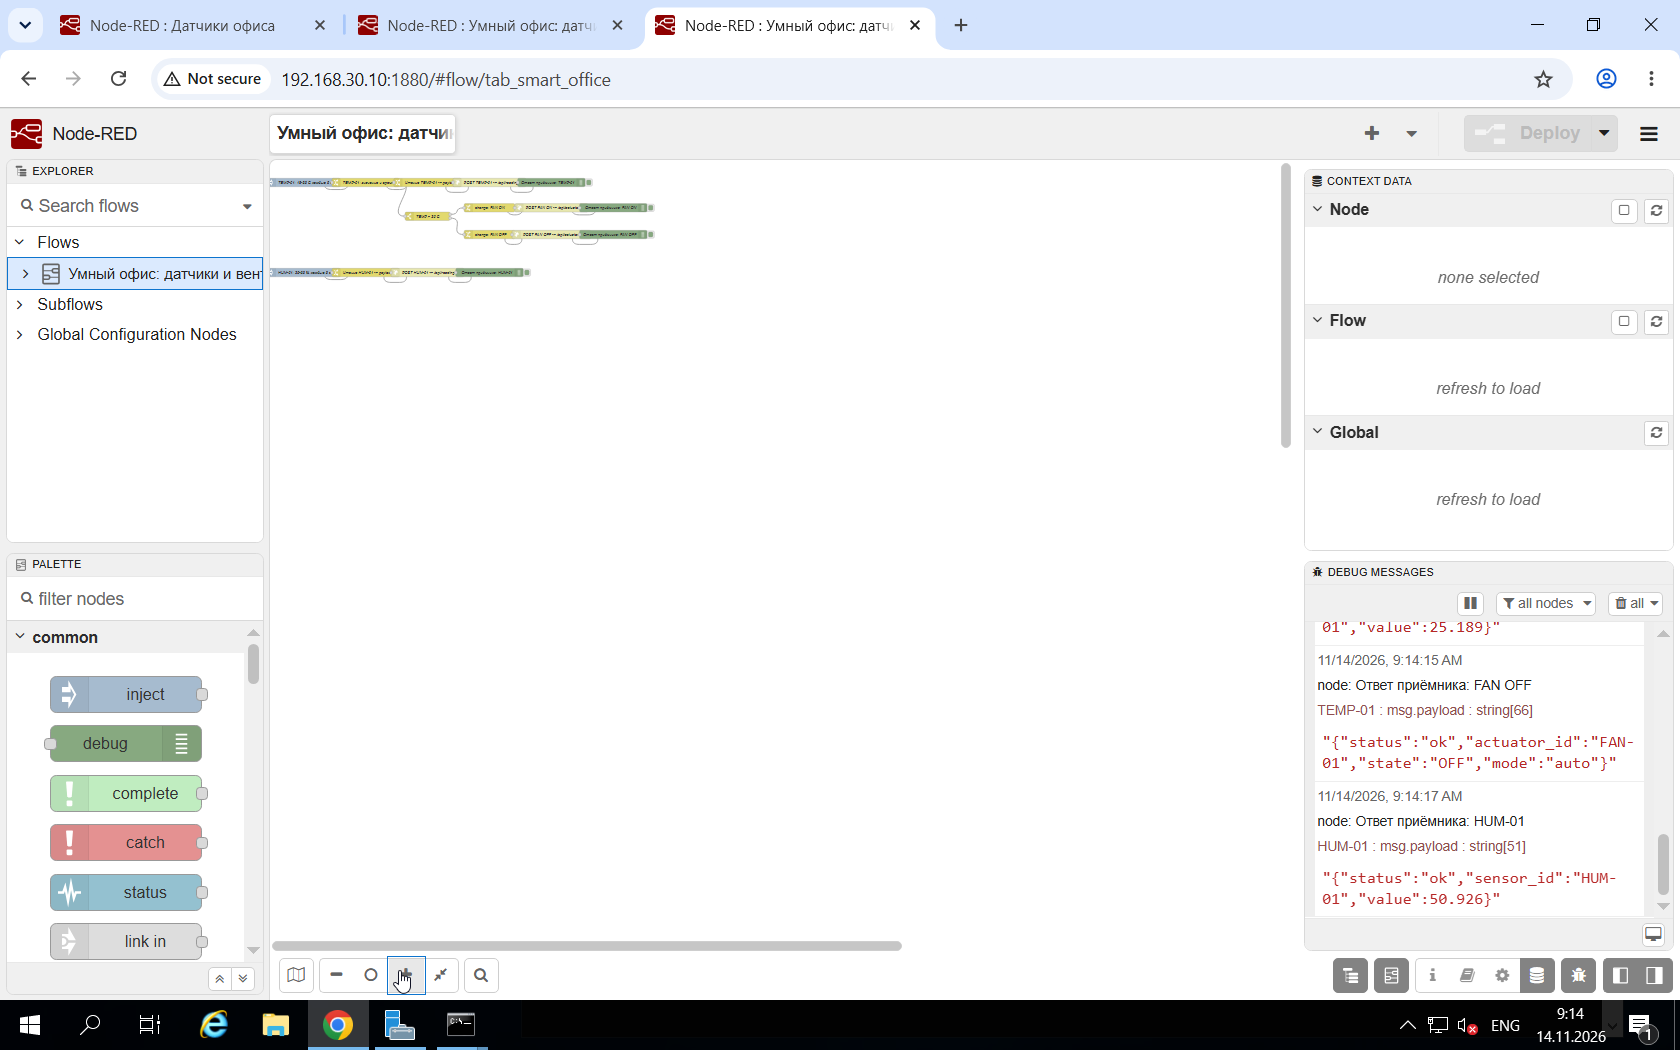 Node-RED : Датчики офиса
Node-RED : Умный офис: датчи
Node-RED : Умный офис: датчи
Not secure
192.168.30.10:1880/#flow/tab_smart_office
Node-RED
Умный офис: датчи
Deploy
EXPLORER
Search flows
Flows
Умный офис: датчики и вен
Subflows
Global Configuration Nodes
PALETTE
filter nodes
common
inject
debug
complete
catch
status
link in
CONTEXT DATA
Node
none selected
Flow
refresh to load
Global
refresh to load
DEBUG MESSAGES
all nodes
all
01","value":25.189}"
11/14/2026, 9:14:15 AM
node: Ответ приёмника: FAN OFF
TEMP-01 : msg.payload : string[66]
"{"status":"ok","actuator_id":"FAN-
01","state":"OFF","mode":"auto"}"
11/14/2026, 9:14:17 AM
node: Ответ приёмника: HUM-01
HUM-01 : msg.payload : string[51]
"{"status":"ok","sensor_id":"HUM-
01","value":50.926}"
ENG
9:14
14.11.2026
1